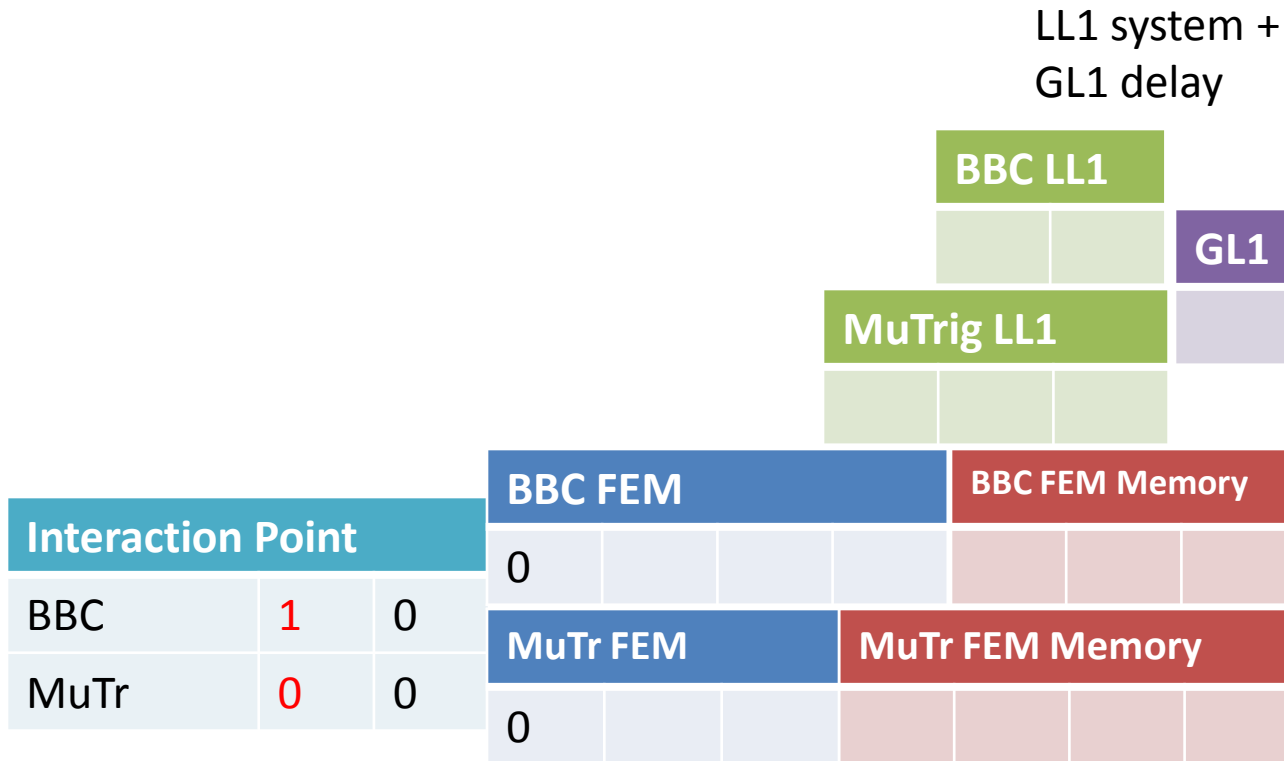 LL1 system +
GL1 delay
BBC LL1
GL1
MuTrig LL1
BBC FEM
BBC FEM Memory
Interaction Point
0
BBC 1 0
MuTr FEM
MuTr FEM Memory
MuTr 0 0
0